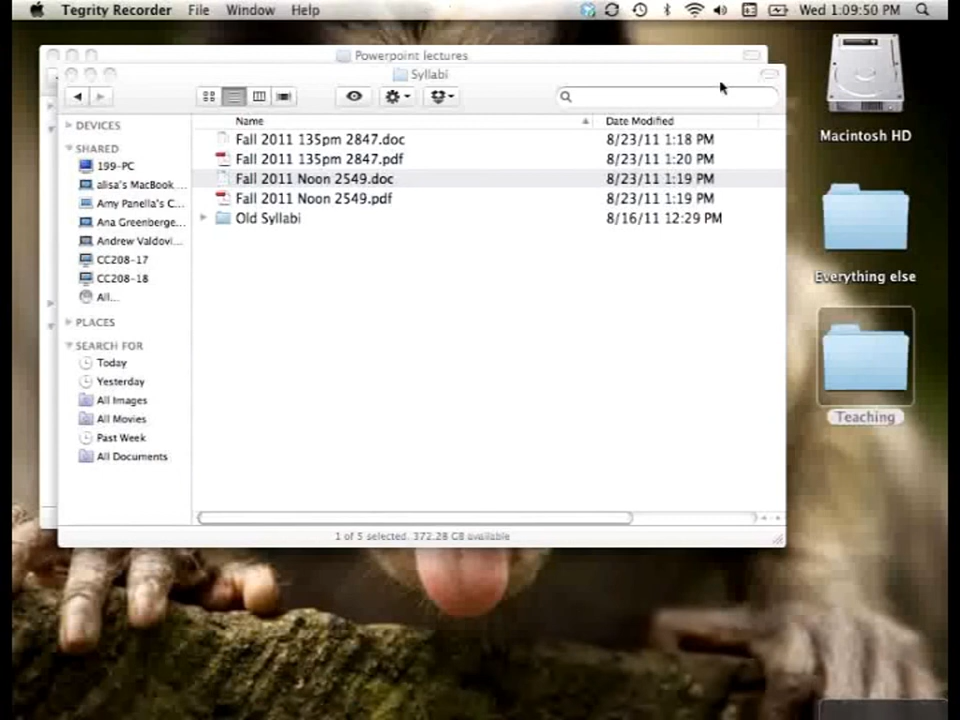 Tegrity Recorder File Window Help Wed 1:09:50 PM
Powerpoint lectures
Syllabi
Name Date Modified
DEVICES
SHARED
199-PC
alisa's MacBook ...
Amy Panella's C...
Ana Greenberge...
Andrew Valdovi...
CC208-17
CC208-18
All...
PLACES
SEARCH FOR
Today
Yesterday
All Images
All Movies
Past Week
All Documents
Fall 2011 135pm 2847.doc 8/23/11 1:18 PM
Fall 2011 135pm 2847.pdf 8/23/11 1:20 PM
Fall 2011 Noon 2549.doc 8/23/11 1:19 PM
Fall 2011 Noon 2549.pdf 8/23/11 1:19 PM
Old Syllabi 8/16/11 12:29 PM
1 of 5 selected, 372.28 GB available
Macintosh HD
Everything else
Teaching